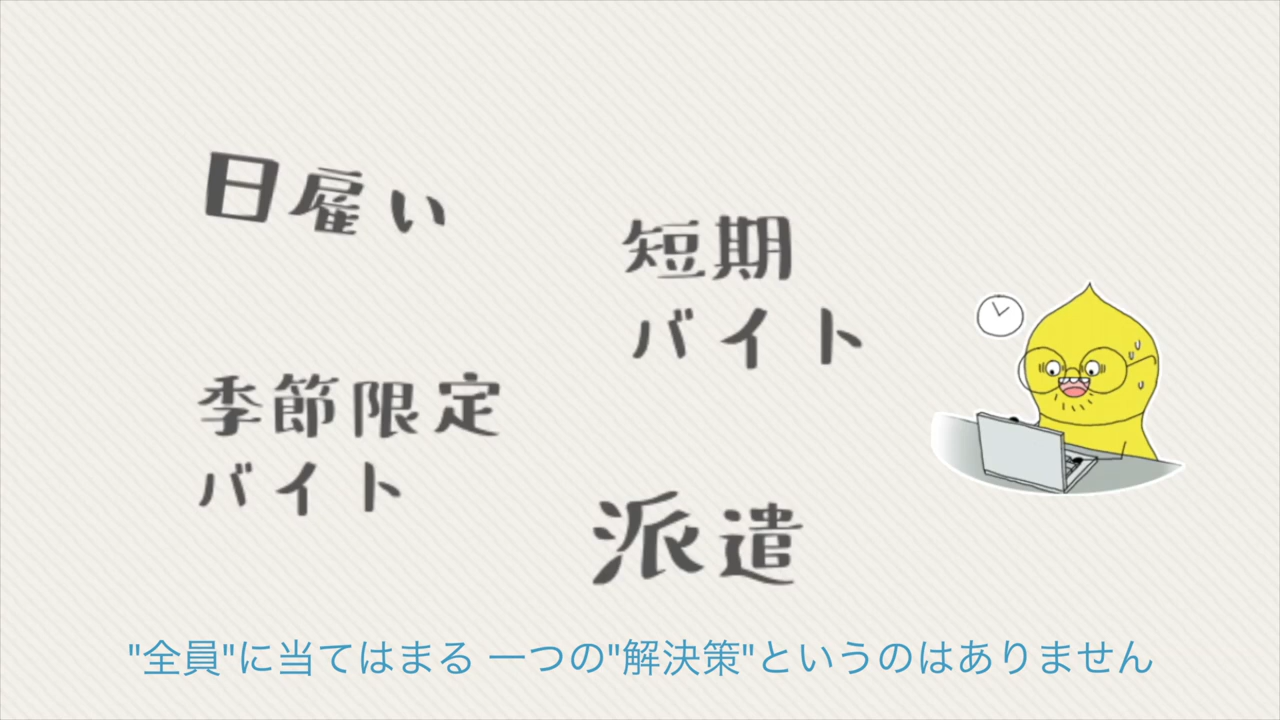 日雇い
短期
バイト
季節限定
バイト
派遣
"全員"に当てはまる 一つの"解決策"というのはありません